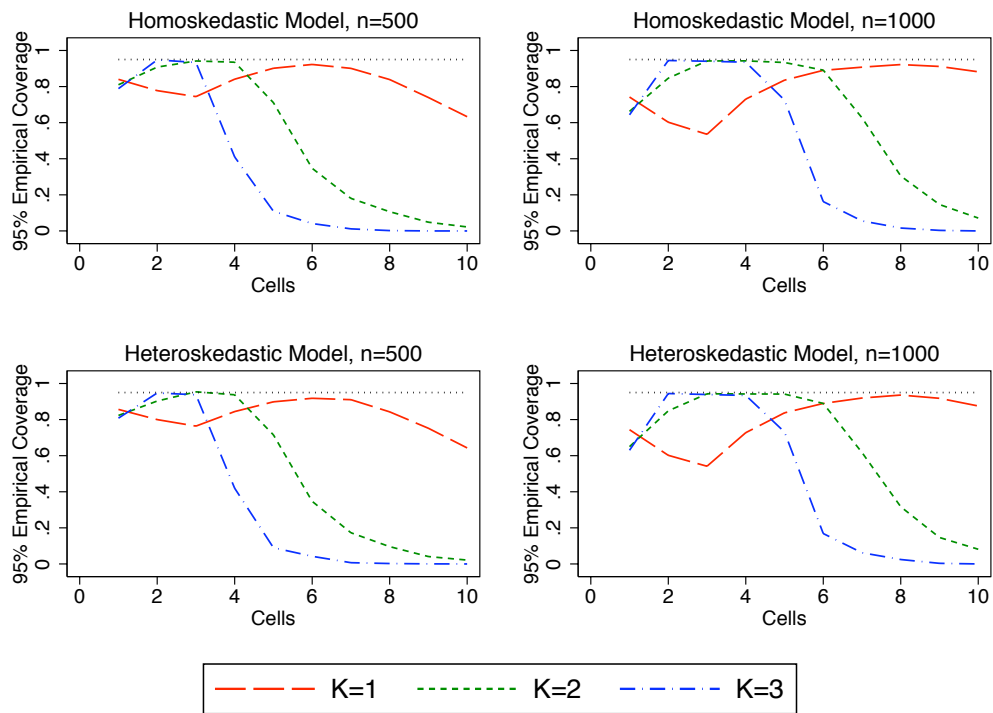 Homoskedastic Model, n=500
95% Empirical Coverage
0 .2 .4 .6 .8 1
0 2 4 6 8 10
Cells
Homoskedastic Model, n=1000
95% Empirical Coverage
0 .2 .4 .6 .8 1
0 2 4 6 8 10
Cells
Heteroskedastic Model, n=500
95% Empirical Coverage
0 .2 .4 .6 .8 1
0 2 4 6 8 10
Cells
Heteroskedastic Model, n=1000
95% Empirical Coverage
0 .2 .4 .6 .8 1
0 2 4 6 8 10
Cells
K=1 K=2 K=3